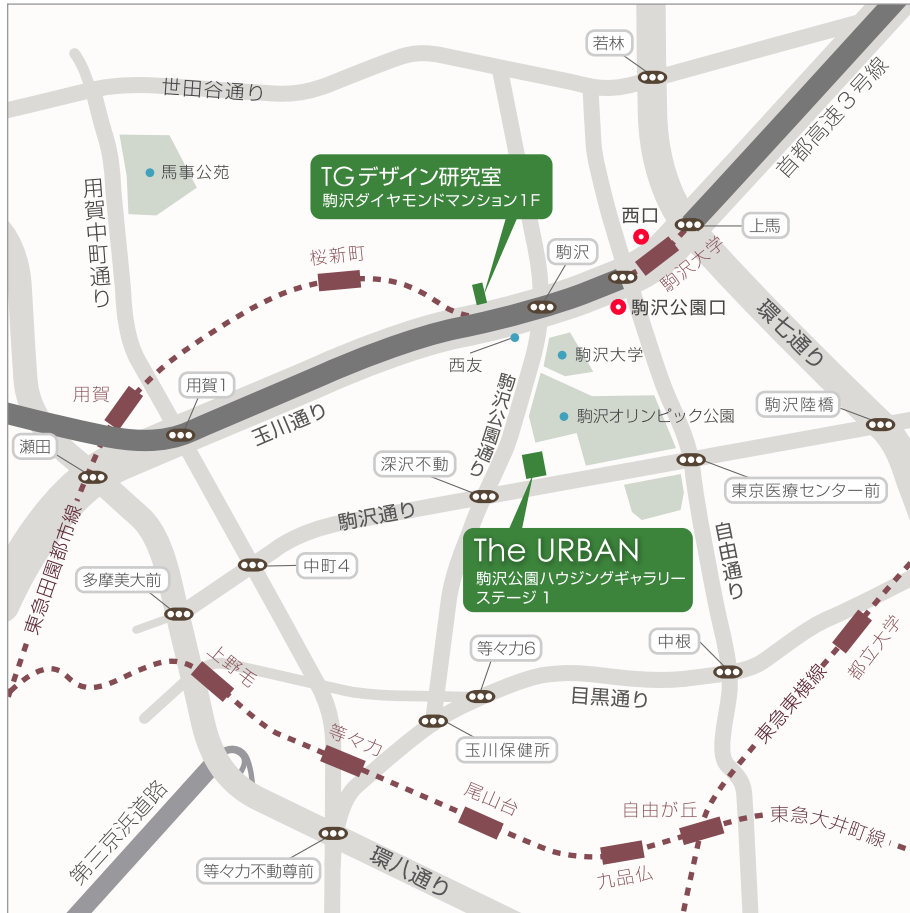 若林
世田谷通り
首都高速3号線
馬事公苑
TGデザイン研究室
駒沢ダイヤモンドマンション1F
用賀中町通り
西口
上馬
桜新町
駒沢
駒沢大学
駒沢公園口
環七通り
西友
駒沢大学
用賀
用賀1
玉川通り
駒沢公園通り
駒沢オリンピック公園
駒沢陸橋
瀬田
深沢不動
東京医療センター前
駒沢通り
東急田園都市線
The URBAN
駒沢公園ハウジングギャラリー
ステージ1
自由通り
中町4
多摩美大前
上野毛
等々力6
中根
都立大学
目黒通り
東急東横線
等々力
玉川保健所
第三京浜道路
尾山台
自由が丘
東急大井町線
等々力不動尊前
環八通り
九品仏